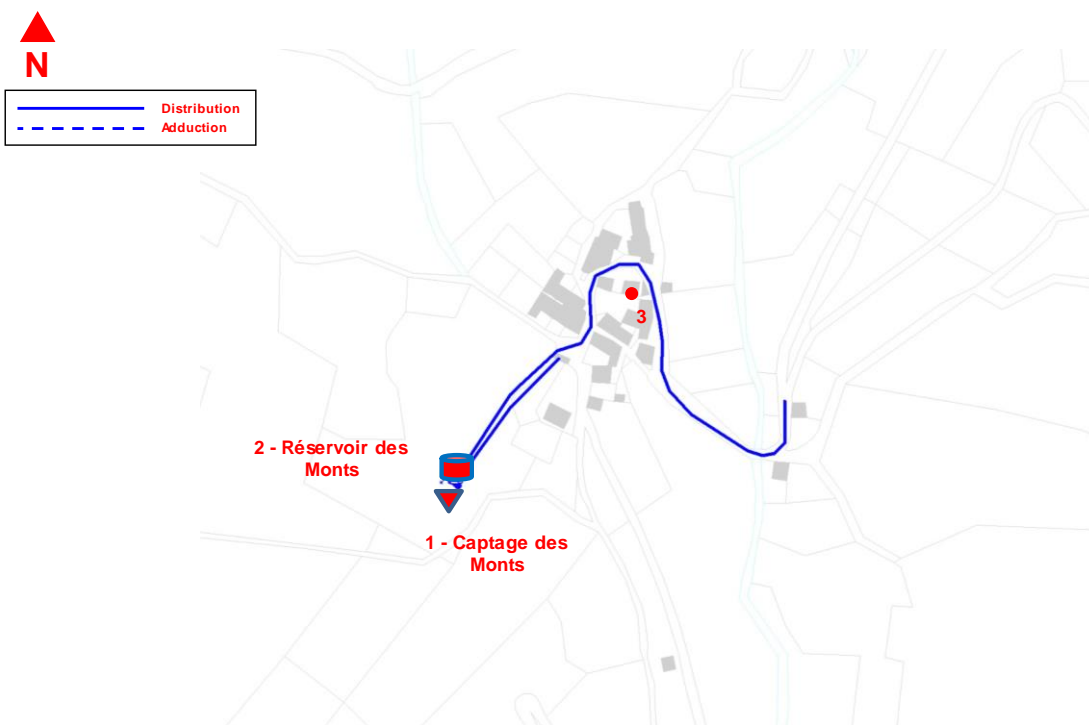 N
Distribution
Adduction
3
2 - Réservoir des
Monts
1 - Captage des
Monts